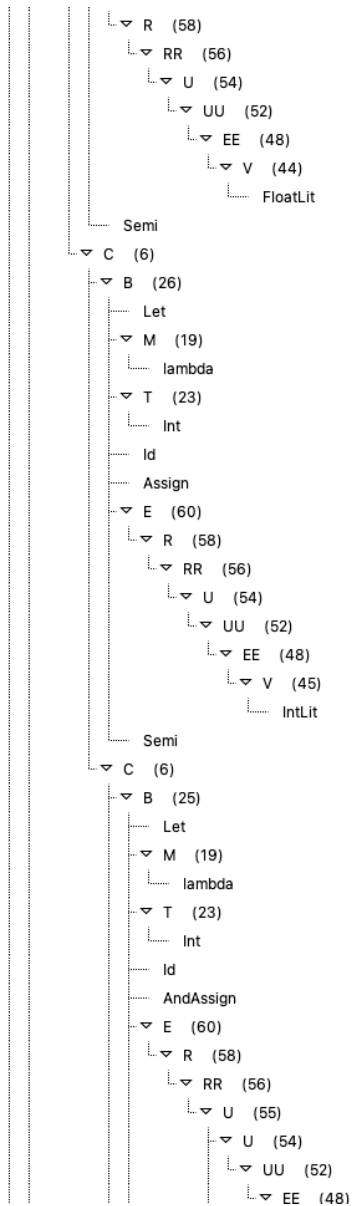 R (58)
RR (56)
U (54)
UU (52)
EE (48)
V (44)
FloatLit
Semi
C (6)
B (26)
Let
M (19)
lambda
T (23)
Int
Id
Assign
E (60)
R (58)
RR (56)
U (54)
UU (52)
EE (48)
V (45)
IntLit
Semi
C (6)
B (25)
Let
M (19)
lambda
T (23)
Int
Id
AndAssign
E (60)
R (58)
RR (56)
U (55)
U (54)
UU (52)
EE (48)